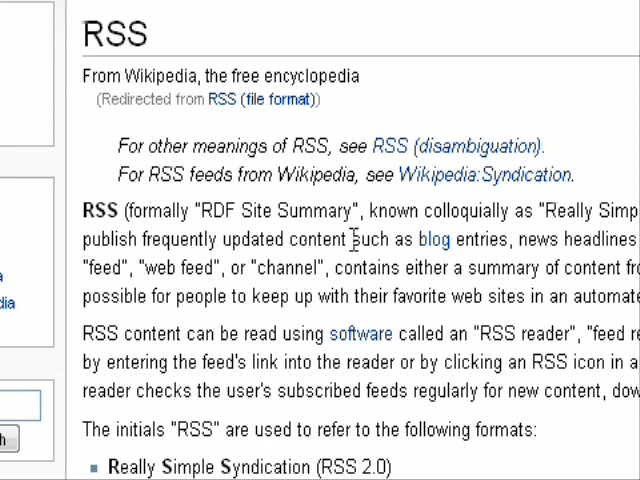 RSS
From Wikipedia, the free encyclopedia
(Redirected from RSS (file format))
For other meanings of RSS, see RSS (disambiguation).
For RSS feeds from Wikipedia, see Wikipedia:Syndication.
RSS (formally "RDF Site Summary", known colloquially as "Really Simp
publish frequently updated content such as blog entries, news headlines
"feed", "web feed", or "channel", contains either a summary of content fr
possible for people to keep up with their favorite web sites in an automate
RSS content can be read using software called an "RSS reader", "feed re
by entering the feed's link into the reader or by clicking an RSS icon in a
reader checks the user's subscribed feeds regularly for new content, dow
The initials "RSS" are used to refer to the following formats:
Really Simple Syndication (RSS 2.0)